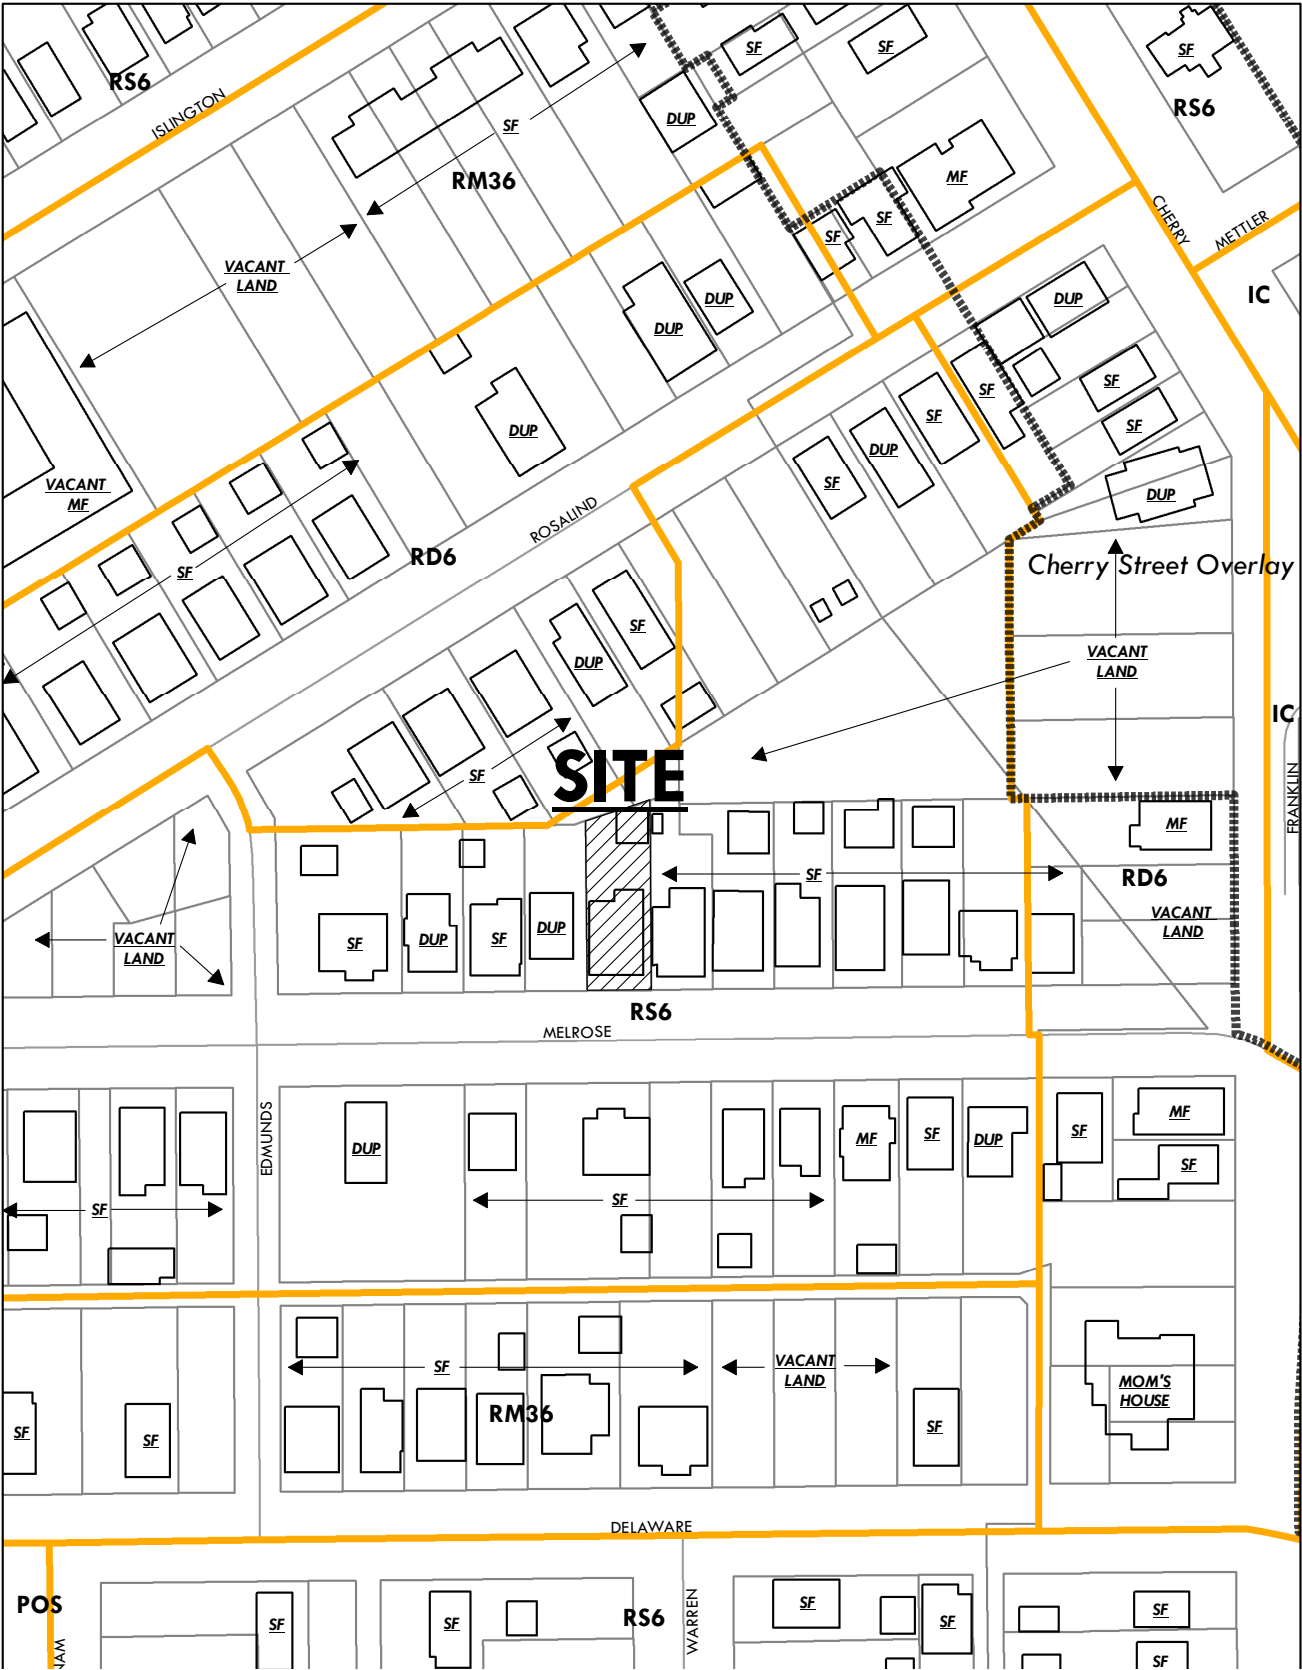 SF
SF
SF
RS6
RS6
ISLINGTON
DUP
SF
RM36
MF
CHERRY
METTLER
SF
SF
VACANT
LAND
IC
DUP
DUP
DUP
SF
SF
SF
DUP
SF
SF
DUP
SF
VACANT
MF
DUP
ROSALIND
RD6
SF
Cherry Street Overlay
SF
DUP
VACANT
LAND
IC
SITE
SF
FRANKLIN
MF
SF
RD6
VACANT
LAND
VACANT
LAND
SF
DUP
SF
DUP
RS6
MELROSE
EDMUNDS
DUP
MF
SF
DUP
SF
MF
SF
SF
SF
SF
VACANT
LAND
MOM'S
HOUSE
RM36
SF
SF
SF
DELAWARE
POS
SF
SF
RS6
WARREN
SF
SF
SF
SF
NAM